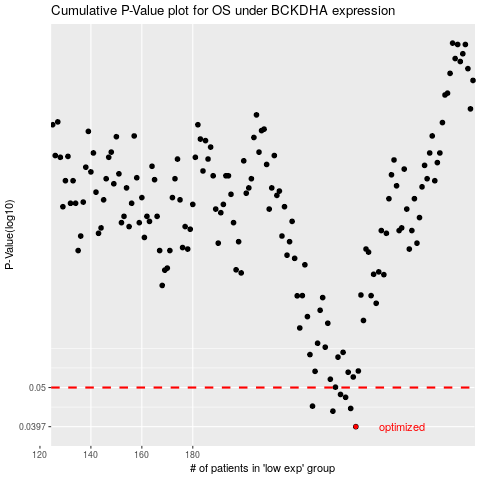 Cumulative P-Value plot for OS under BCKDHA expression
P-Value(log10)
0.05
0.0397
optimized
120 140 160 180
# of patients in 'low exp' group